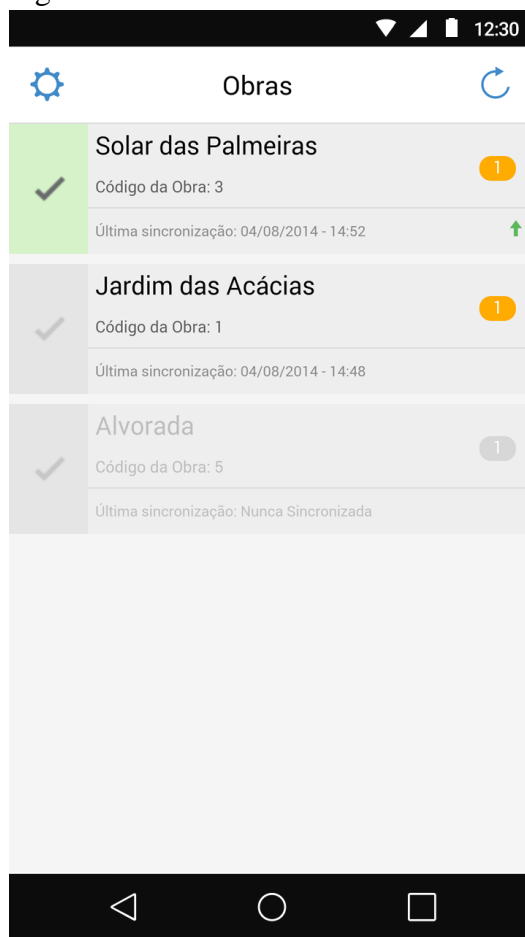 12:30
Obras
Solar das Palmeiras
1
Código da Obra: 3
Última sincronização: 04/08/2014 - 14:52
Jardim das Acácias
1
Código da Obra: 1
Última sincronização: 04/08/2014 - 14:48
Alvorada
1
Código da Obra: 5
Última sincronização: Nunca Sincronizada